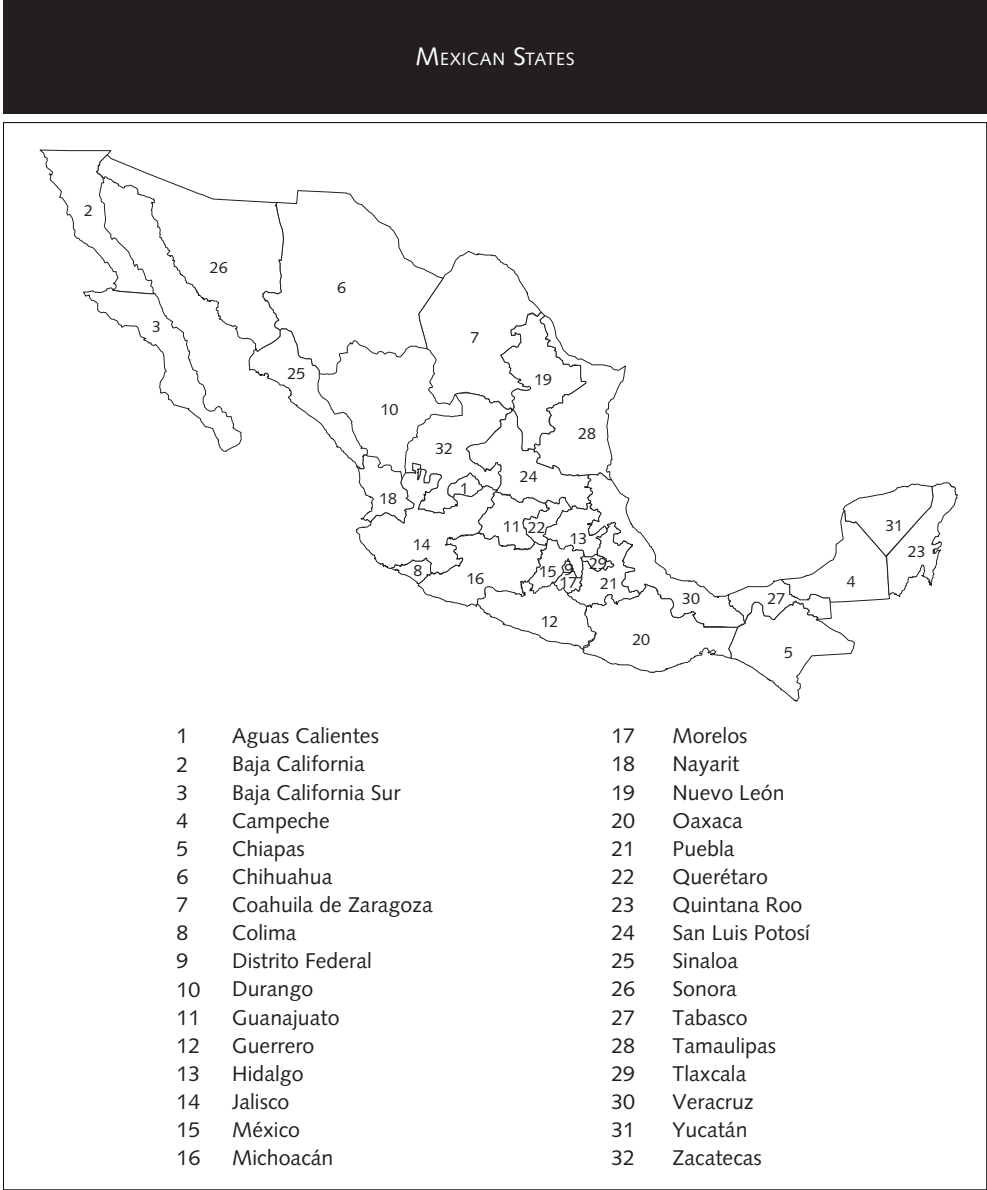 Mexican States
2
26
6
3
7
25
19
10
28
32
24
1
18
31
11
22
13
23
14
29
9
8
15
16
17
21
4
30
27
12
20
5
1 Aguas Calientes
2 Baja California
3 Baja California Sur
4 Campeche
5 Chiapas
6 Chihuahua
7 Coahuila de Zaragoza
8 Colima
9 Distrito Federal
10 Durango
11 Guanajuato
12 Guerrero
13 Hidalgo
14 Jalisco
15 México
16 Michoacán
17 Morelos
18 Nayarit
19 Nuevo León
20 Oaxaca
21 Puebla
22 Querétaro
23 Quintana Roo
24 San Luis Potosí
25 Sinaloa
26 Sonora
27 Tabasco
28 Tamaulipas
29 Tlaxcala
30 Veracruz
31 Yucatán
32 Zacatecas